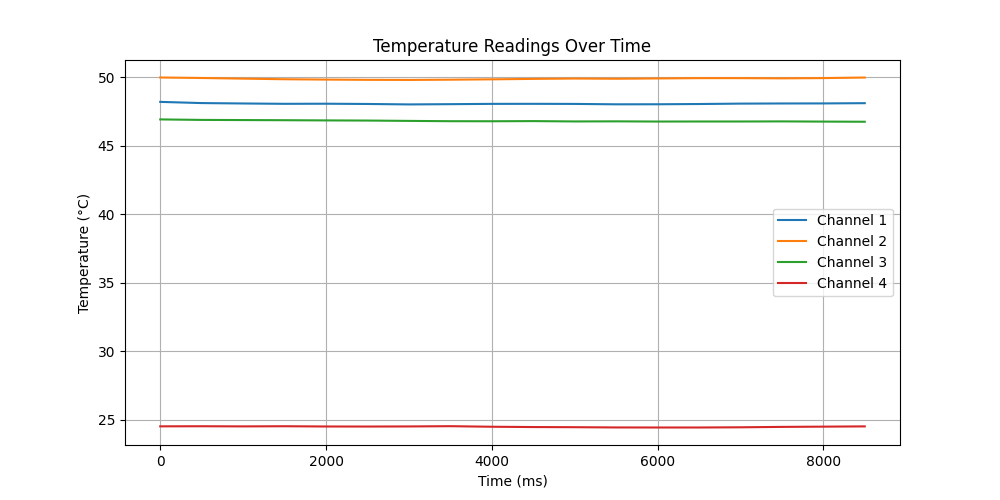 Temperature Readings Over Time
Temperature (°C)
50
45
40
35
30
25
Channel 1
Channel 2
Channel 3
Channel 4
0 2000 4000 6000 8000
Time (ms)